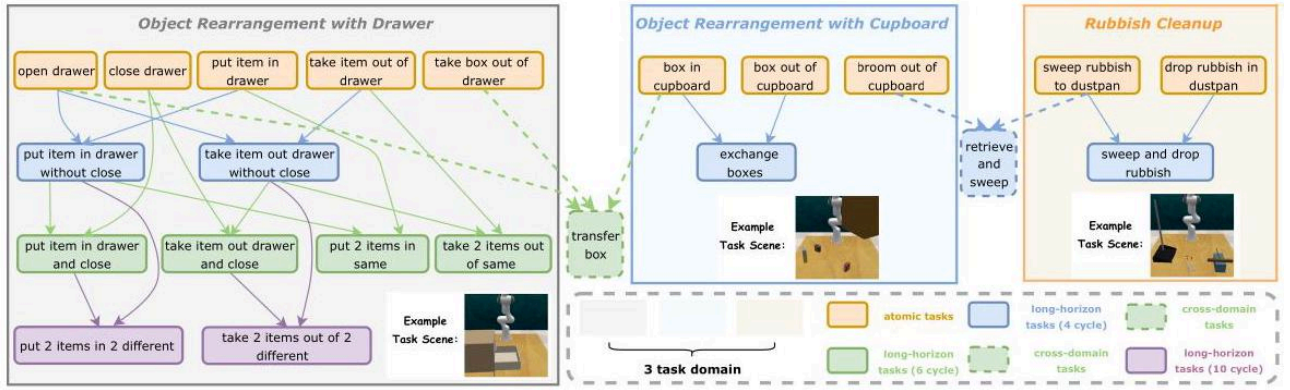 Object Rearrangement with Drawer
open drawer
close drawer
put item in
drawer
take item out of
drawer
take box out of
drawer
put item in drawer
without close
take item out drawer
without close
put item in drawer
and close
take item out drawer
and close
put 2 items in
same
take 2 items out
of same
put 2 items in 2 different
take 2 items out of 2
different
Example
Task Scene:
transfer
box
Object Rearrangement with Cupboard
box in
cupboard
box out of
cupboard
broom out of
cupboard
exchange
boxes
Example
Task Scene:
retrieve
and
sweep
Rubbish Cleanup
sweep rubbish
to dustpan
drop rubbish in
dustpan
sweep and drop
rubbish
Example
Task Scene:
3 task domain
atomic tasks
long-horizon
tasks (4 cycle)
cross-domain
tasks
long-horizon
tasks (6 cycle)
cross-domain
tasks
long-horizon
tasks (10 cycle)